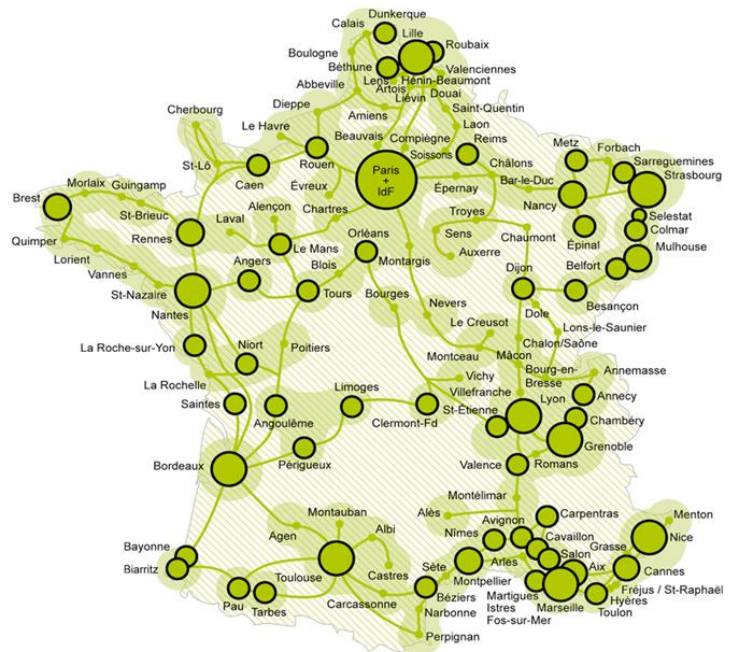 Dunkerque
Calais
Lille
Roubaix
Boulogne
Béthune
Valenciennes
Lens
Hénin-Beaumont
Abbeville
Artois
Douai
Liévin
Saint-Quentin
Dieppe
Amiens
Cherbourg
Laon
Le Havre
Beauvais
Compiègne
Reims
Metz
Forbach
Soissons
Sarreguemines
St-Lô
Rouen
Châlons
Strasbourg
Caen
Paris
+
IdF
Bar-le-Duc
Morlaix
Guingamp
Évreux
Épernay
Nancy
Brest
Alençon
Chartres
Selestat
St-Brieuc
Laval
Troyes
Colmar
Rennes
Orléans
Sens
Chaumont
Épinal
Quimper
Le Mans
Mulhouse
Lorient
Angers
Blois
Montargis
Auxerre
Belfort
Vannes
Dijon
St-Nazaire
Tours
Bourges
Besançon
Nantes
Nevers
Dole
Le Creusot
Lons-le-Saunier
La Roche-sur-Yon
Niort
Poitiers
Chalon/Saône
Montceau
Mâcon
Bourg-en-
Bresse
Annemasse
La Rochelle
Limoges
Vichy
Villefranche
Annecy
Saintes
St-Étienne
Lyon
Chambéry
Angoulême
Clermont-Fd
Grenoble
Périgueux
Bordeaux
Valence
Romans
Montélimar
Montauban
Alès
Carpentras
Albi
Avignon
Menton
Agen
Nîmes
Cavaillon
Grasse
Nice
Bayonne
Sète
Arles
Salon
Aix
Biarritz
Toulouse
Castres
Montpellier
Cannes
Martigues
Béziers
Istres
Fréjus / St-Raphaël
Pau
Tarbes
Carcassonne
Marseille
Hyères
Narbonne
Fos-sur-Mer
Toulon
Perpignan